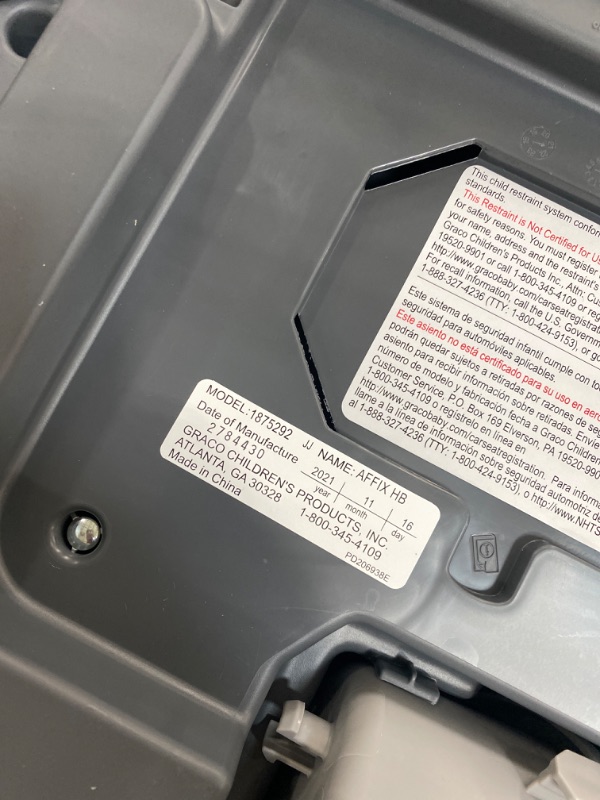 This child restraint system confor
standards.
This Restraint is Not Certified for Us
for safety reasons. You must register
your name, address and the restraint's
Graco Children's Products Inc., Attn: Cus
19520-9901 or call 1-800-345-4109 or reg
http://www.gracobaby.com/carseatregistrat
For recall information, call the U.S. Governm
1-888-327-4236 (TTY: 1-800-424-9153), or go
Este sistema de seguridad infantil cumple con too
seguridad para automóviles aplicables.
Este asiento no está certificado para su uso en aero
podrán quedar sujetos a retiradas por razones de seg
asiento para recibir información sobre retiradas. Envíe
número de modelo y fabricación fecha a Graco Children
Customer Service, P.O. Box 169 Elverson, PA 19520-990
1-800-345-4109 o regístrelo en línea en
http://www.gracobaby.com/carseatregistration. Para informa
llame a la línea de información sobre seguridad automotriz de
al 1-888-327-4236 (TTY: 1-800-424-9153), o http://www.NHTS
MODEL:1875292 JJ NAME: AFFIX HB
Date of Manufacture 2021 11 16
2784430 year month day
GRACO CHILDREN'S PRODUCTS, INC.
ATLANTA, GA 30328 1-800-345-4109
Made in China
PD206938E